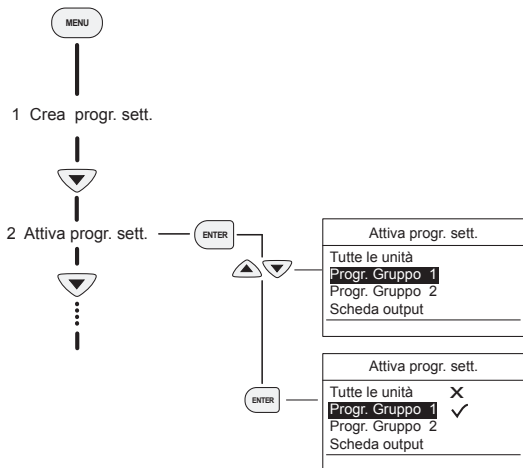 MENU
1 Crea progr. sett.
2 Attiva progr. sett.
ENTER
Attiva progr. sett.
Tutte le unità
Progr. Gruppo 1
Progr. Gruppo 2
Scheda output
ENTER
Attiva progr. sett.
Tutte le unità X
Progr. Gruppo 1 ✓
Progr. Gruppo 2
Scheda output